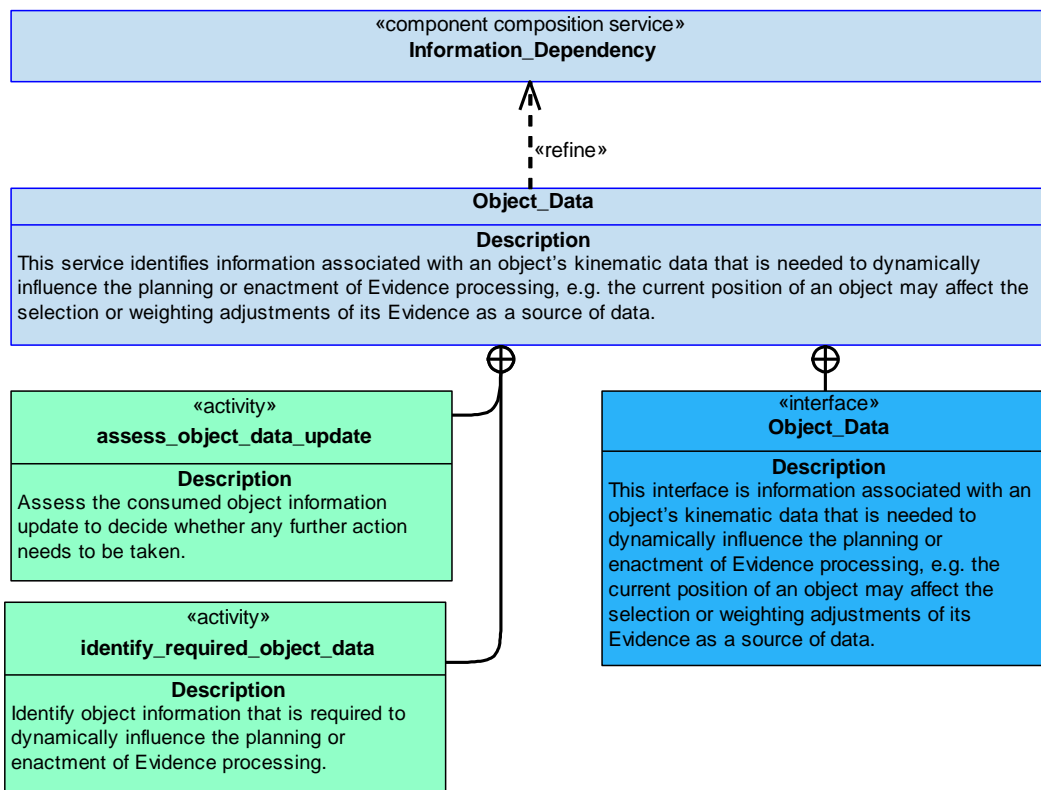 «component composition service»
Information_Dependency
«refine»
Object_Data
Description
This service identifies information associated with an object’s kinematic data that is needed to dynamically
influence the planning or enactment of Evidence processing, e.g. the current position of an object may affect the
selection or weighting adjustments of its Evidence as a source of data.
«activity»
assess_object_data_update
Description
Assess the consumed object information
update to decide whether any further action
needs to be taken.
«interface»
Object_Data
Description
This interface is information associated with an
object’s kinematic data that is needed to
dynamically influence the planning or
enactment of Evidence processing, e.g. the
current position of an object may affect the
selection or weighting adjustments of its
Evidence as a source of data.
«activity»
identify_required_object_data
Description
Identify object information that is required to
dynamically influence the planning or
enactment of Evidence processing.